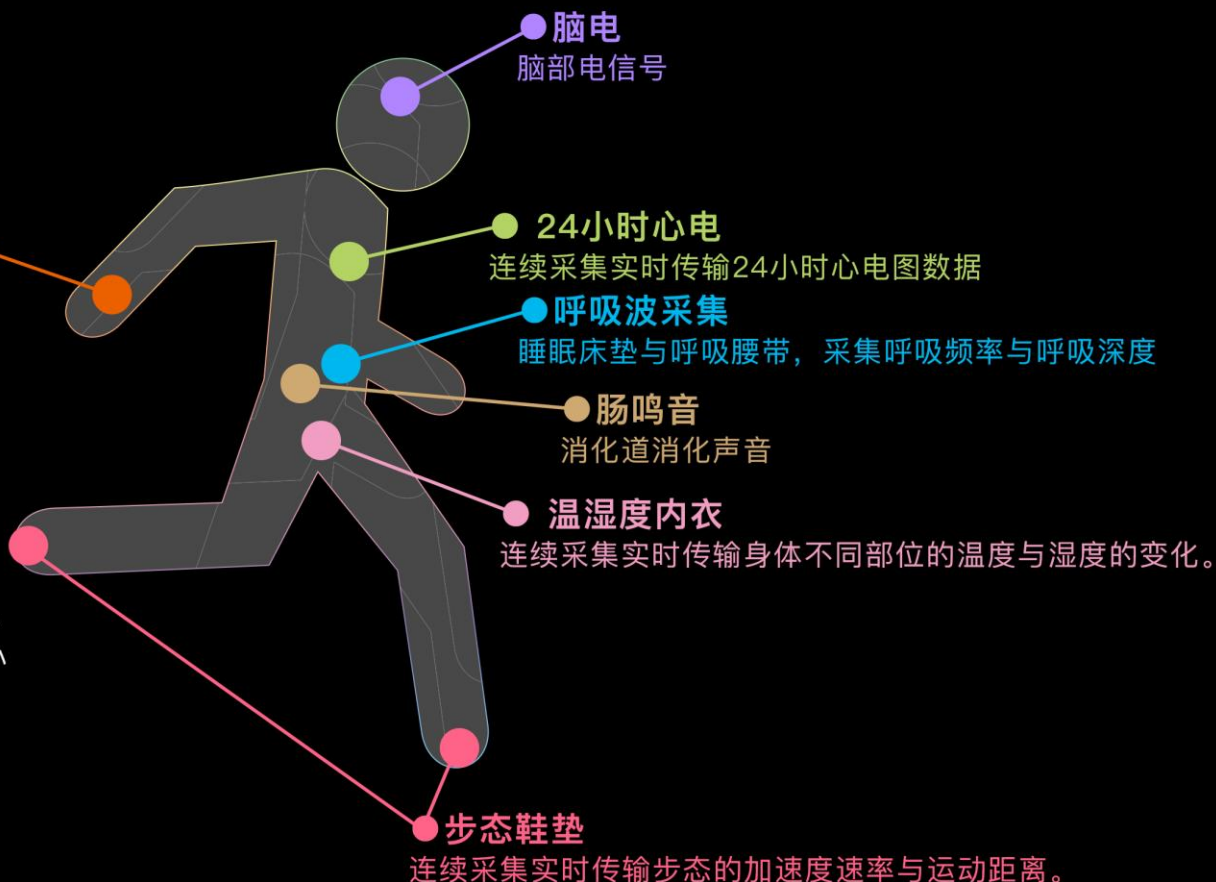 脑电
脑部电信号
24小时心电
连续采集实时传输24小时心电图数据
呼吸波采集
睡眠床垫与呼吸腰带，采集呼吸频率与呼吸深度
肠鸣音
消化道消化声音
温湿度内衣
连续采集实时传输身体不同部位的温度与湿度的变化。
步态鞋垫
连续采集实时传输步态的加速度速率与运动距离。